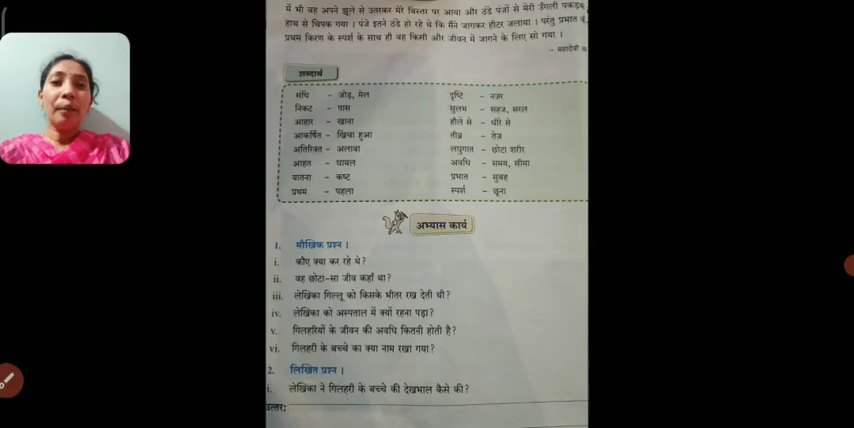 में भी वह अपने झूले से उतरकर मेरे बिस्तर पर आया और ठंडे पंजों से मेरी उँगली पकड़कर
हाथ से चिपक गया। पंजे इतने ठंडे हो रहे थे कि मैंने जागकर हीटर जलाया। परंतु प्रभात
प्रथम किरण के स्पर्श के साथ ही वह किसी और जीवन में जागने के लिए सो गया।
– महादेवी
शब्दार्थ
संधि – जोड़, मेल
निकट – पास
आहार – खाना
आकर्षित – खिंचा हुआ
अतिरिक्त – अलावा
आहत – घायल
यातना – कष्ट
प्रथम – पहला
दृष्टि – नज़र
सुलभ – सहज, सरल
हौले से – धीरे से
तीव्र – तेज़
लघुगात – छोटा शरीर
अवधि – समय, सीमा
प्रभात – सुबह
स्पर्श – छूना
अभ्यास कार्य
1. मौखिक प्रश्न।
i. कौए क्या कर रहे थे?
ii. वह छोटा-सा जीव कहाँ था?
iii. लेखिका गिल्लू को किसके भीतर रख देती थी?
iv. लेखिका को अस्पताल में क्यों रहना पड़ा?
v. गिलहरियों के जीवन की अवधि कितनी होती है?
vi. गिलहरी के बच्चे का क्या नाम रखा गया?
2. लिखित प्रश्न।
i. लेखिका ने गिलहरी के बच्चे की देखभाल कैसे की?
उत्तर: